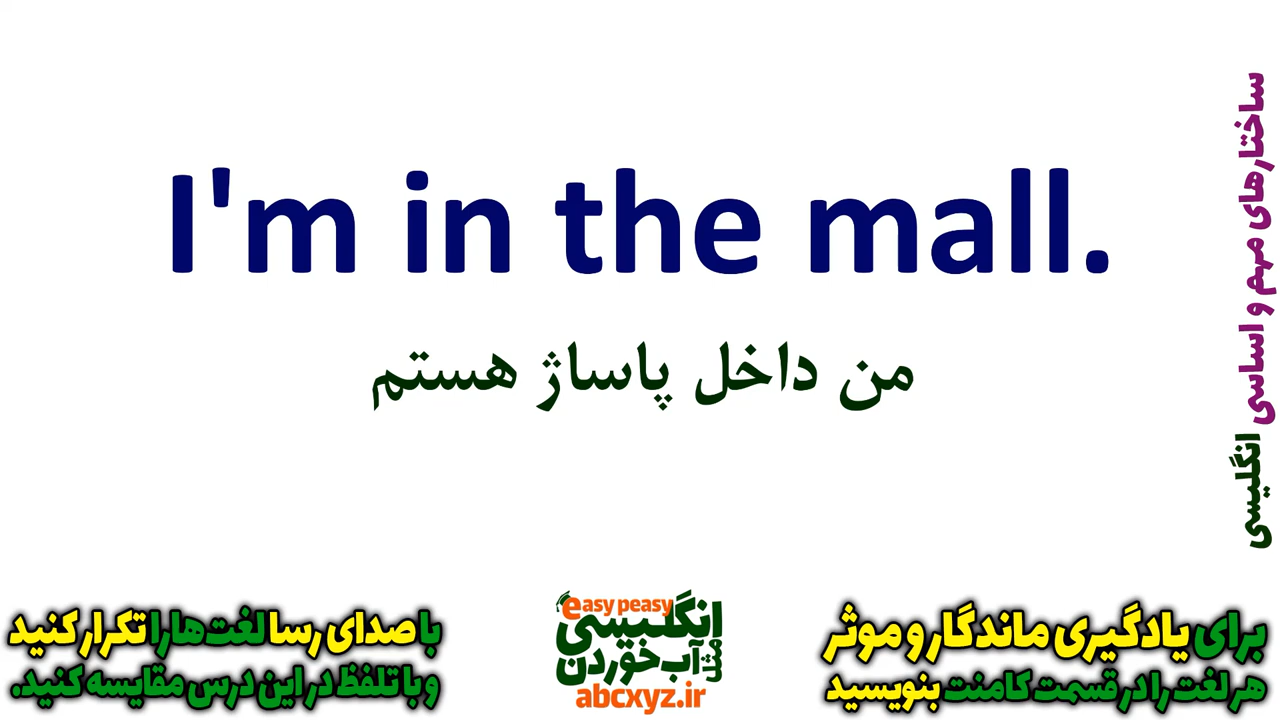 I'm in the mall.
من داخل پاساژ هستم
ساختارهای مهم و اساسی انگلیسی
برای یادگیری ماندگار و موثر
هر لغت را در قسمت کامنت بنویسید
easy peasy
انگلیسی
مثل آب خوردن
abcxyz.ir
با صدای رسا لغت‌ها را تکرار کنید
و با تلفظ در این درس مقایسه کنید.